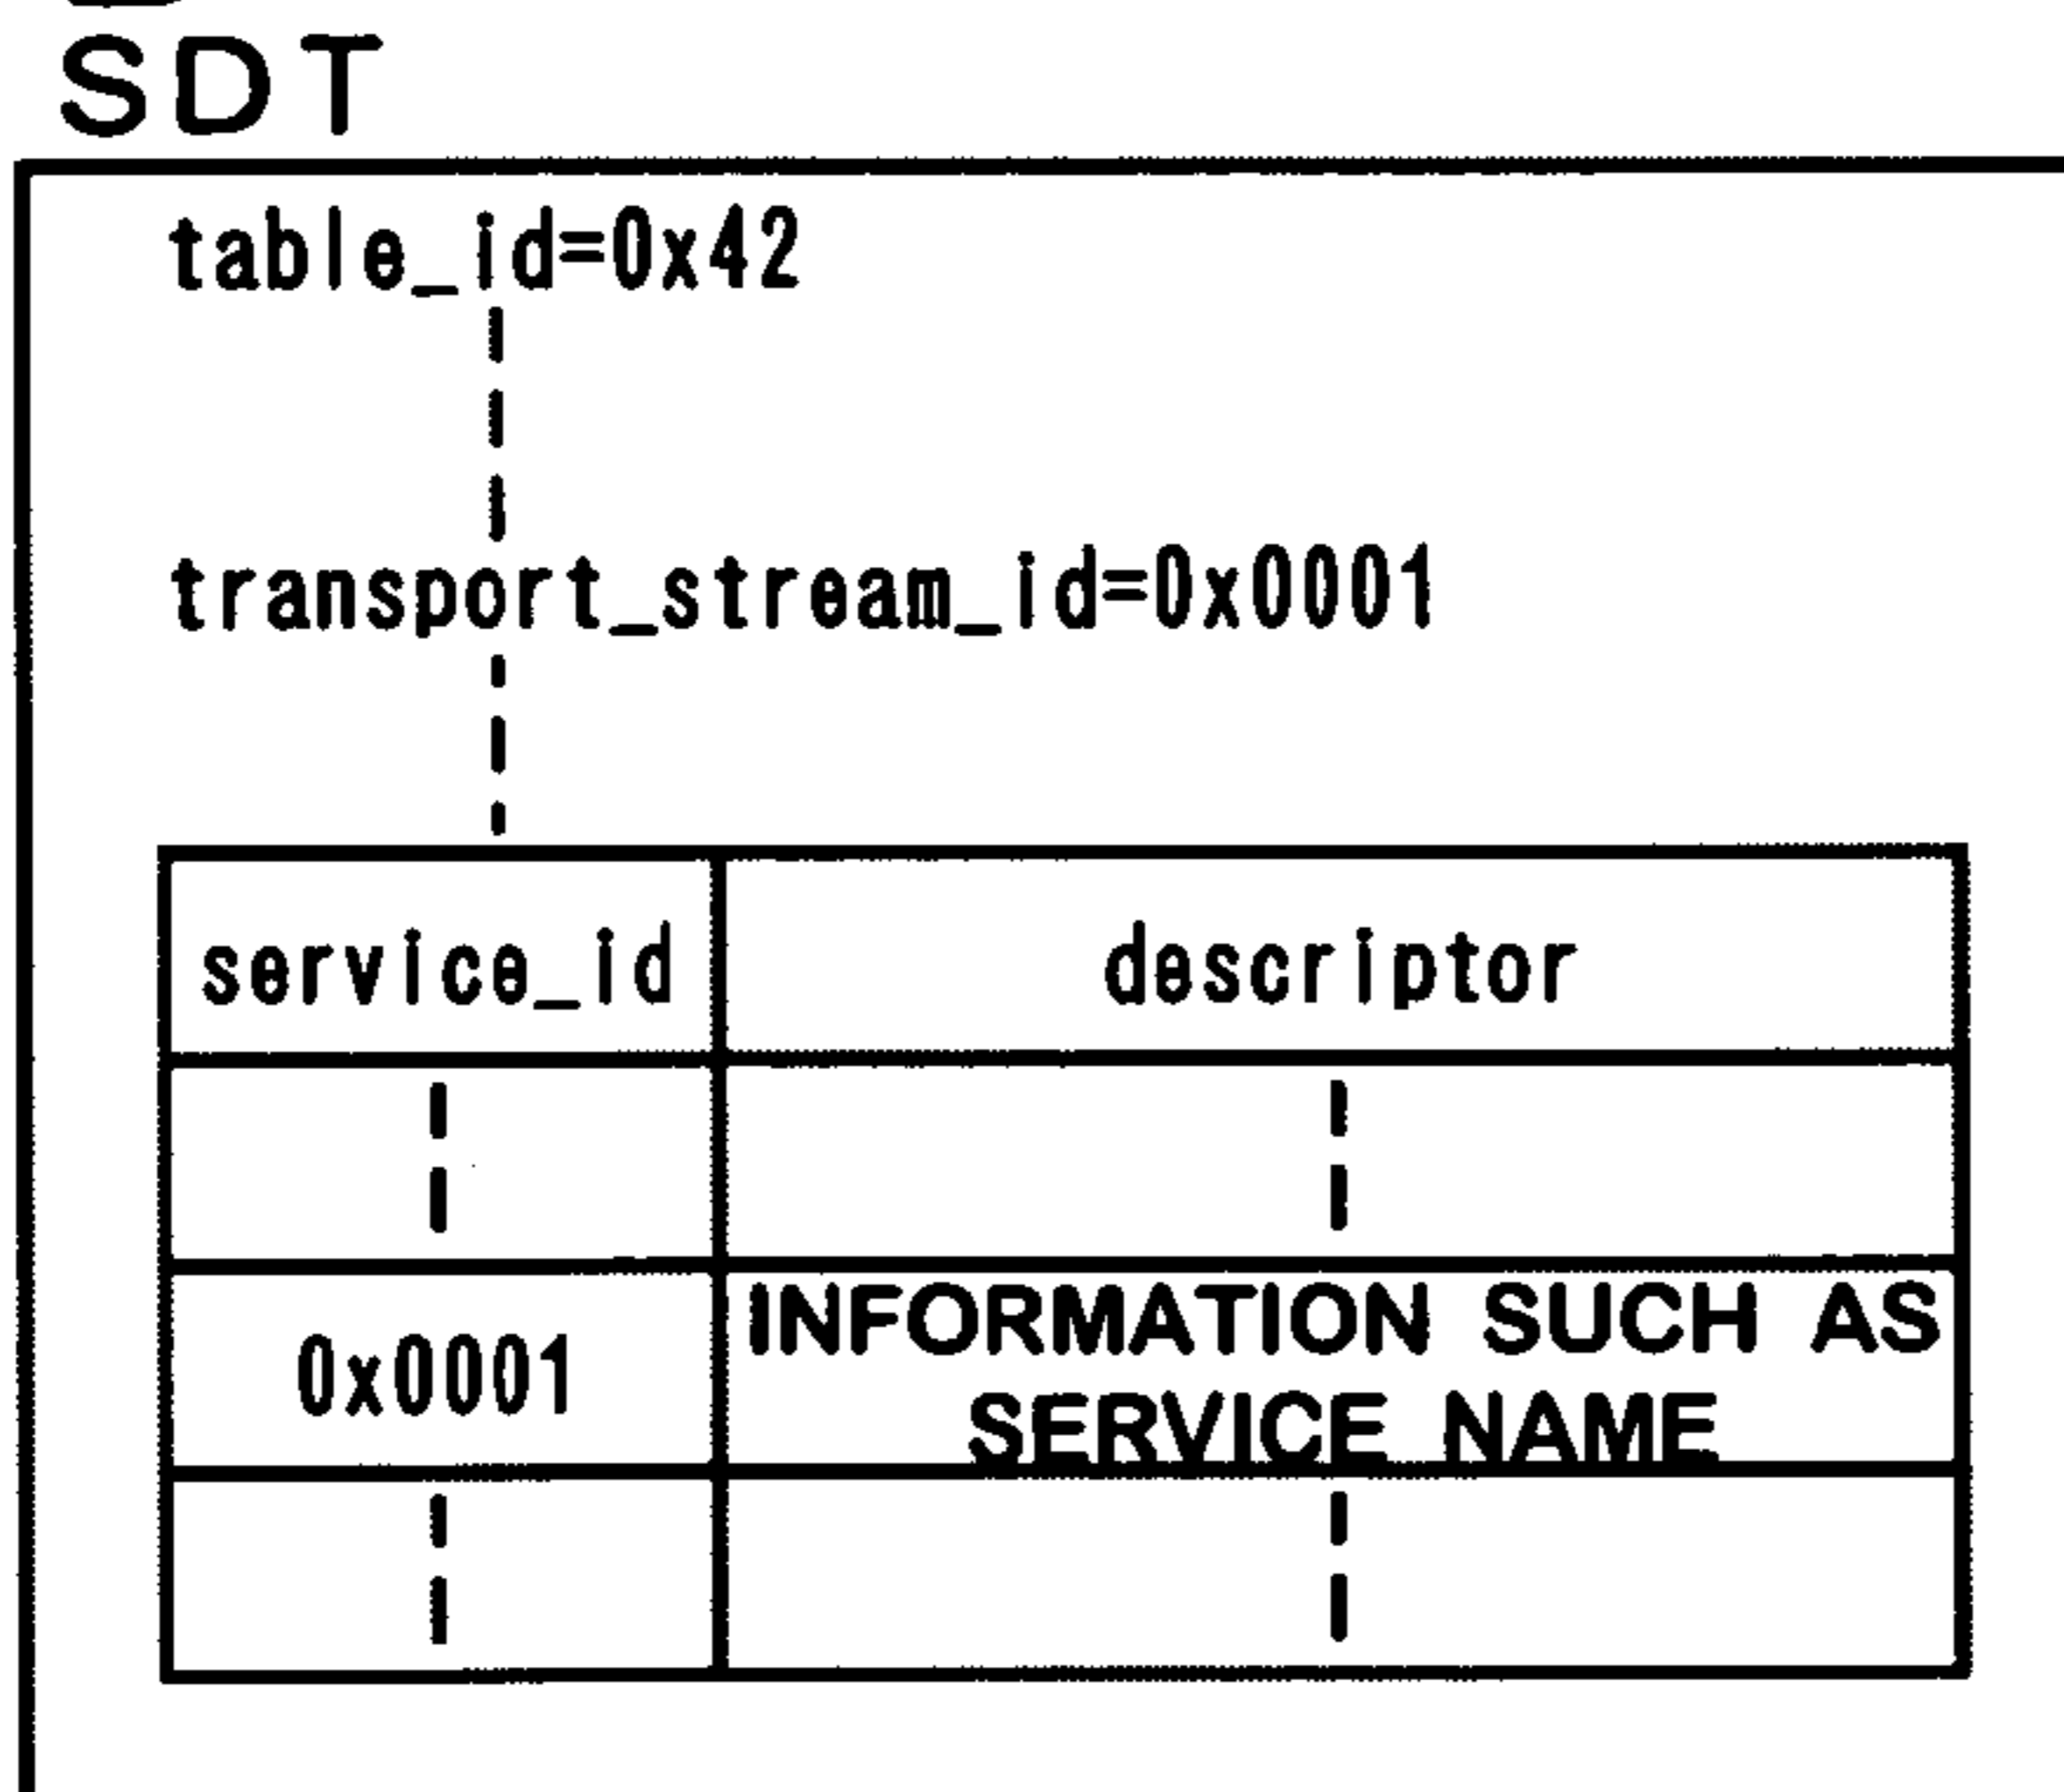 SDT
table_id=0x42
transport_stream_id=0x0001
service_id descriptor
0x0001 INFORMATION SUCH AS
SERVICE NAME